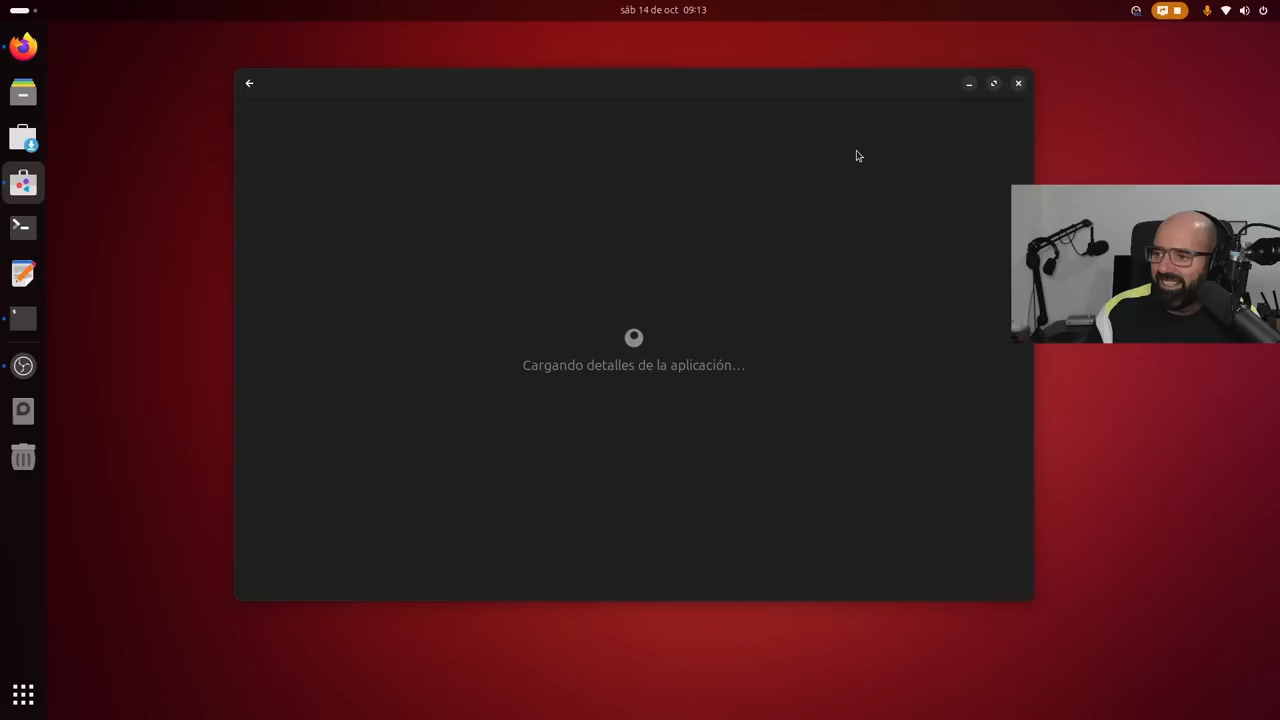 sáb 14 de oct 09:13
Cargando detalles de la aplicación...